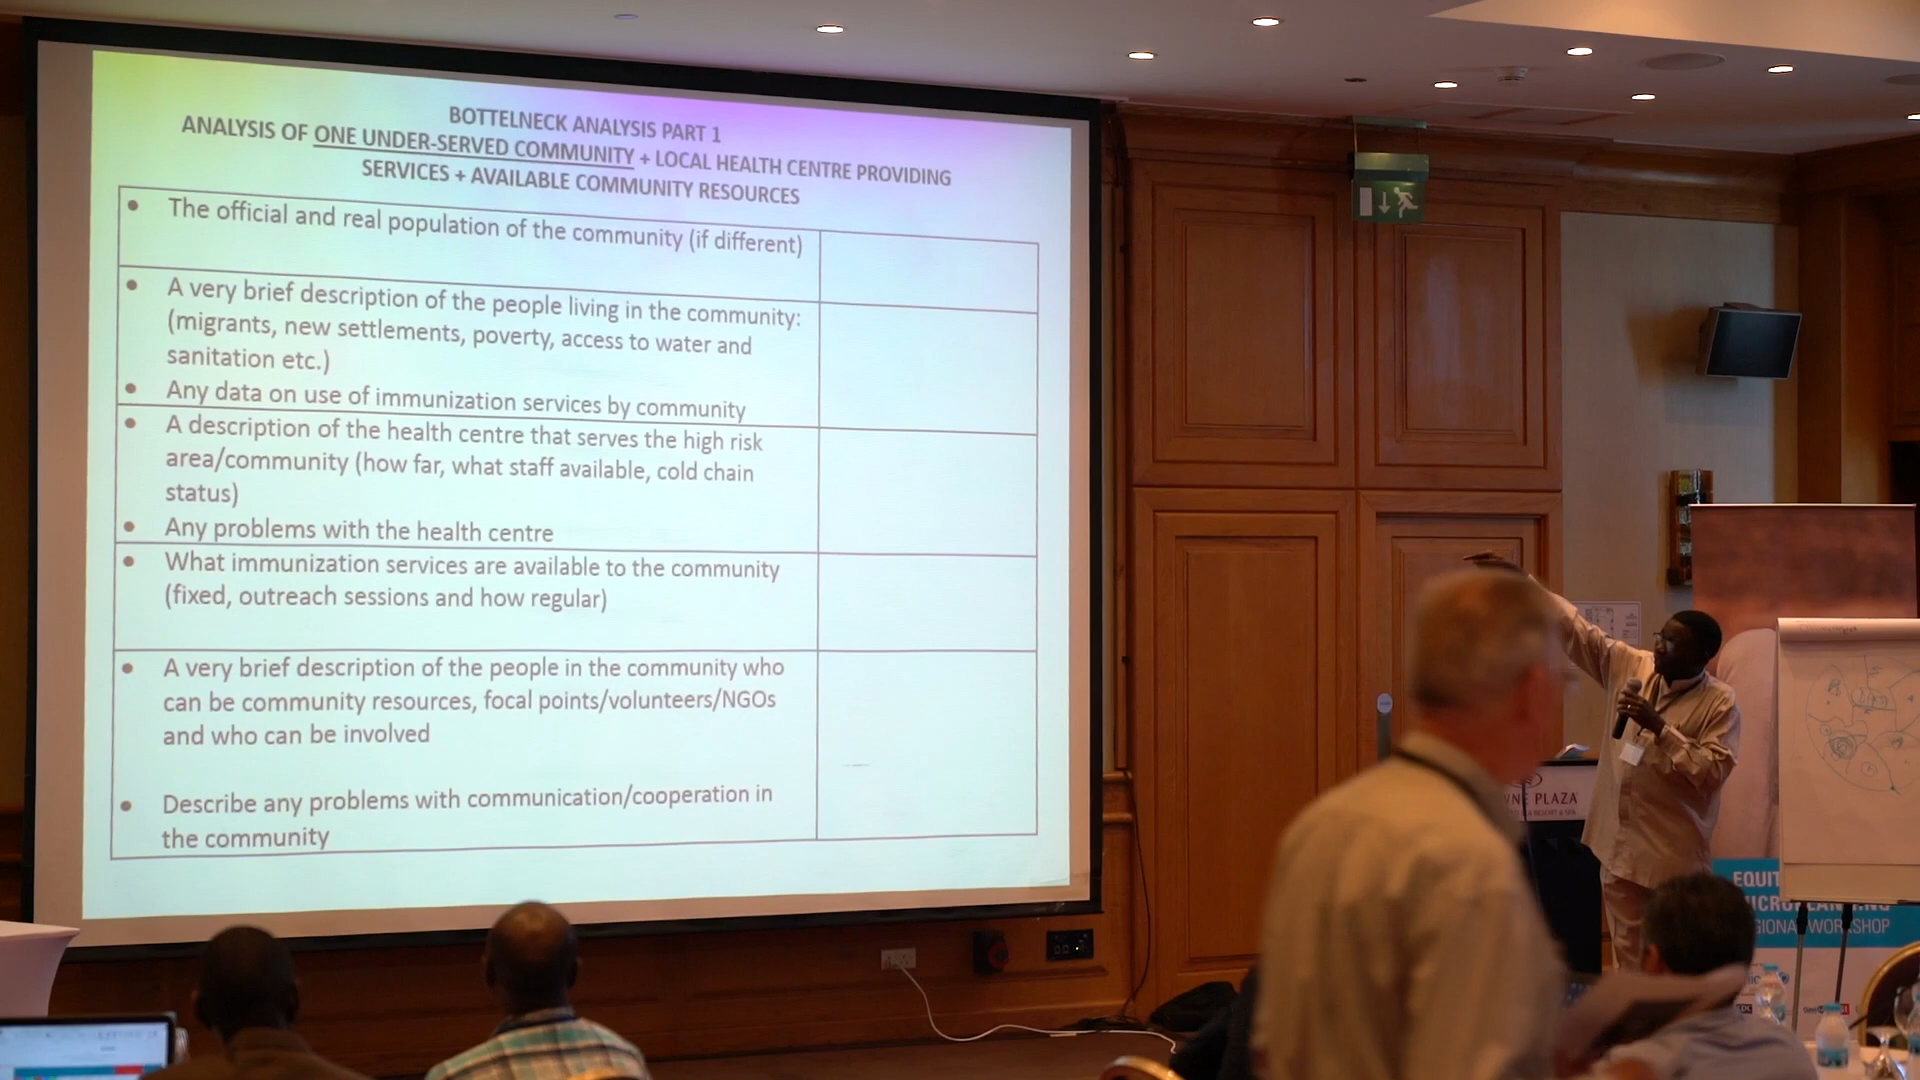 BOTTELNECK ANALYSIS PART 1
ANALYSIS OF ONE UNDER-SERVED COMMUNITY + LOCAL HEALTH CENTRE PROVIDING
SERVICES + AVAILABLE COMMUNITY RESOURCES
• The official and real population of the community (if different)
• A very brief description of the people living in the community:
(migrants, new settlements, poverty, access to water and
sanitation etc.)
• Any data on use of immunization services by community
• A description of the health centre that serves the high risk
area/community (how far, what staff available, cold chain
status)
• Any problems with the health centre
• What immunization services are available to the community
(fixed, outreach sessions and how regular)
• A very brief description of the people in the community who
can be community resources, focal points/volunteers/NGOs
and who can be involved
• Describe any problems with communication/cooperation in
the community
PLAZA
RESORT & SPA
EQUIT
WORKSHOP